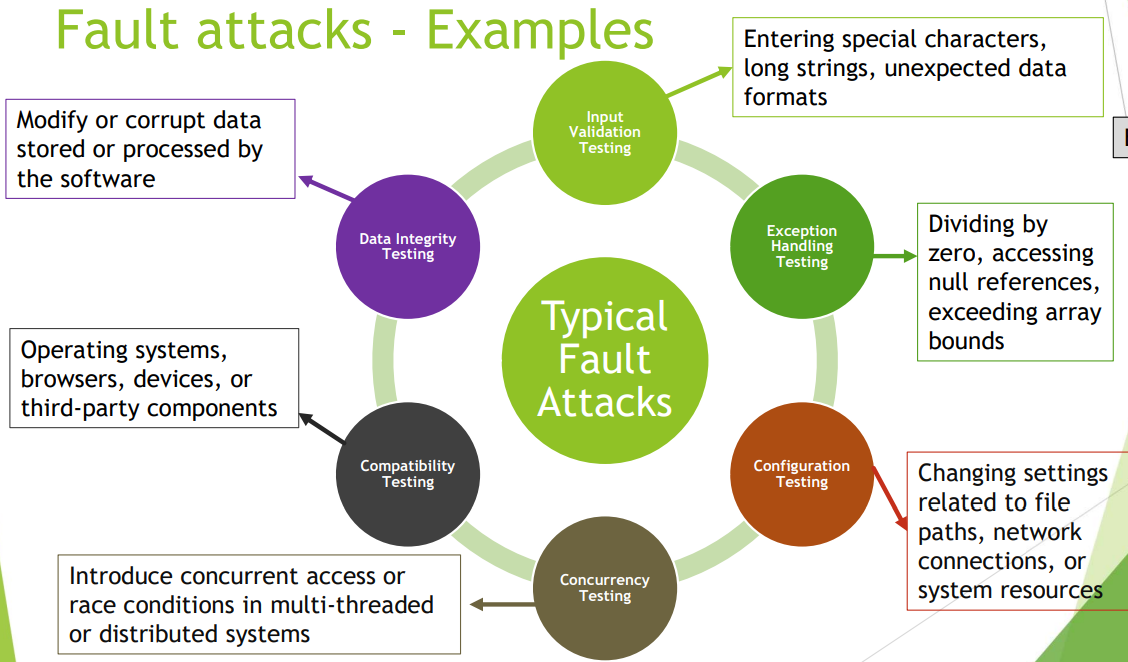 Fault attacks - Examples
Entering special characters,
long strings, unexpected data
formats
Input
Validation
Testing
Modify or corrupt data
stored or processed by
the software
Data Integrity
Testing
Exception
Handling
Testing
Dividing by
zero, accessing
null references,
exceeding array
bounds
Typical
Fault
Attacks
Operating systems,
browsers, devices, or
third-party components
Compatibility
Testing
Configuration
Testing
Changing settings
related to file
paths, network
connections, or
system resources
Concurrency
Testing
Introduce concurrent access or
race conditions in multi-threaded
or distributed systems